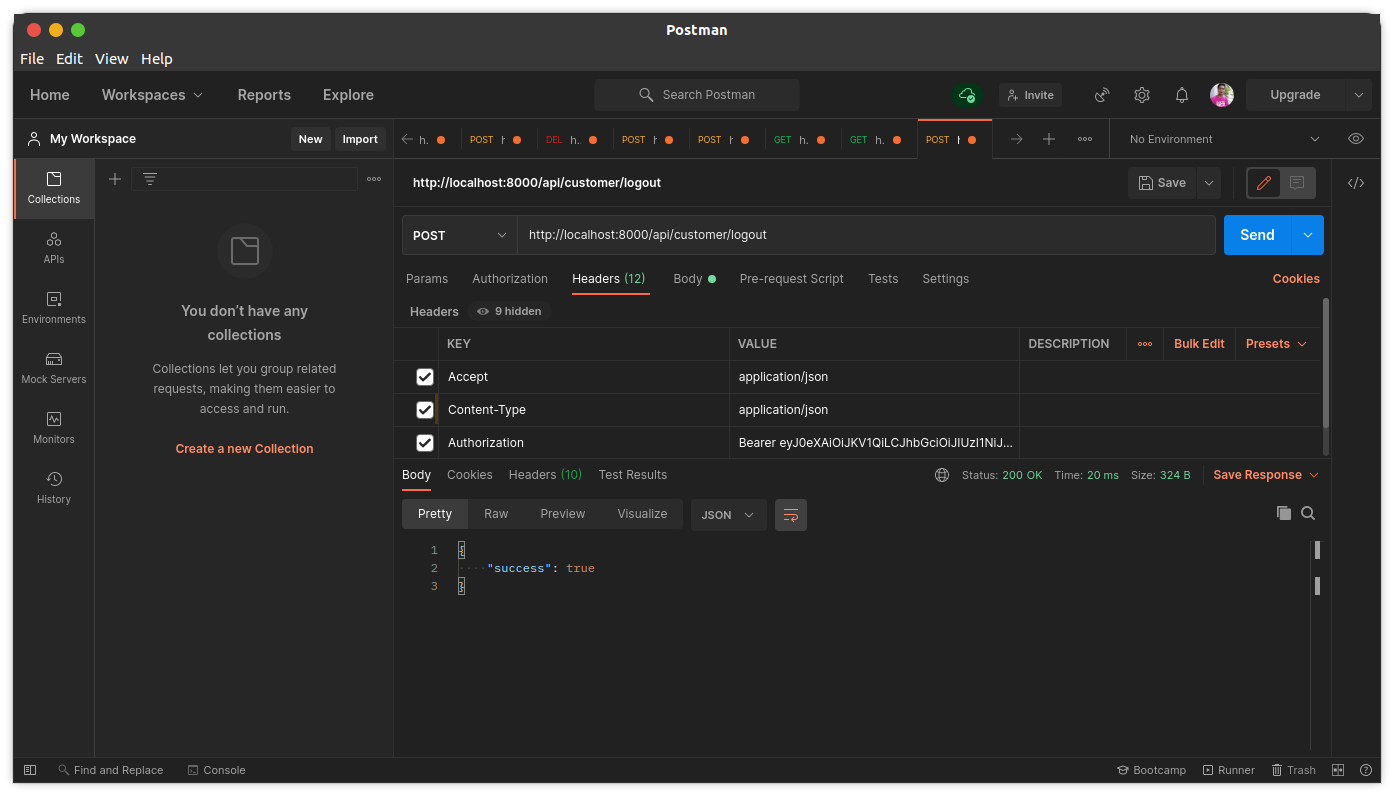 Postman
File Edit View Help
Home Workspaces Reports Explore Search Postman Invite Upgrade
My Workspace New Import
h. POST DEL h.. POST POST GET h. GET h. POST No Environment
Collections
APIs
Environments
Mock Servers
Monitors
History
You don't have any
collections
Collections let you group related
requests, making them easier to
access and run.
Create a new Collection
http://localhost:8000/api/customer/logout Save
POST http://localhost:8000/api/customer/logout Send
Params Authorization Headers (12) Body Pre-request Script Tests Settings Cookies
Headers 9 hidden
KEY VALUE DESCRIPTION Bulk Edit Presets
Accept application/json
Content-Type application/json
Authorization Bearer eyJ0eXAiOiJKV1QiLCJhbGciOiJIUzI1NiJ...
Body Cookies Headers (10) Test Results Status: 200 OK Time: 20 ms Size: 324 B Save Response
Pretty Raw Preview Visualize JSON
1 {
2 "success": true
3 }
Find and Replace Console Bootcamp Runner Trash